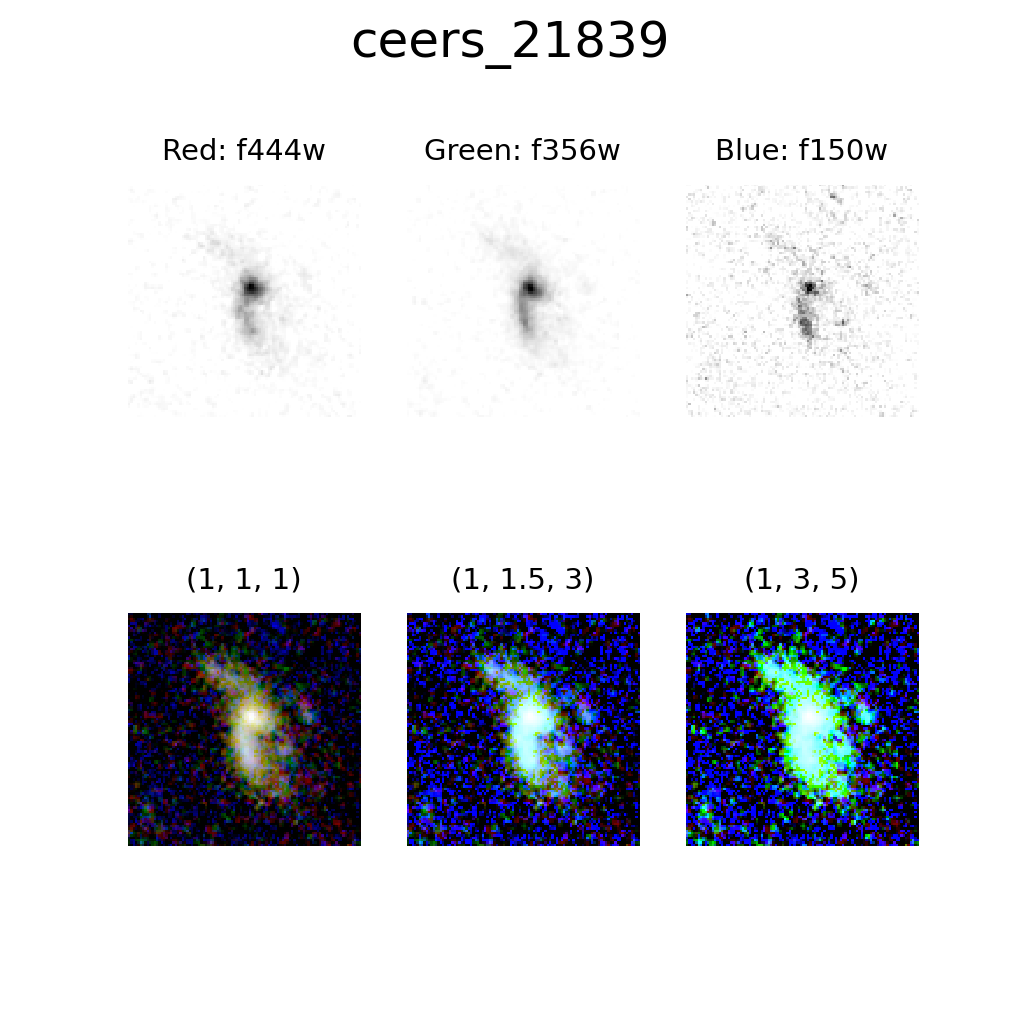 ceers_21839
Red: f444w
Green: f356w
Blue: f150w
(1, 1, 1)
(1, 1.5, 3)
(1, 3, 5)